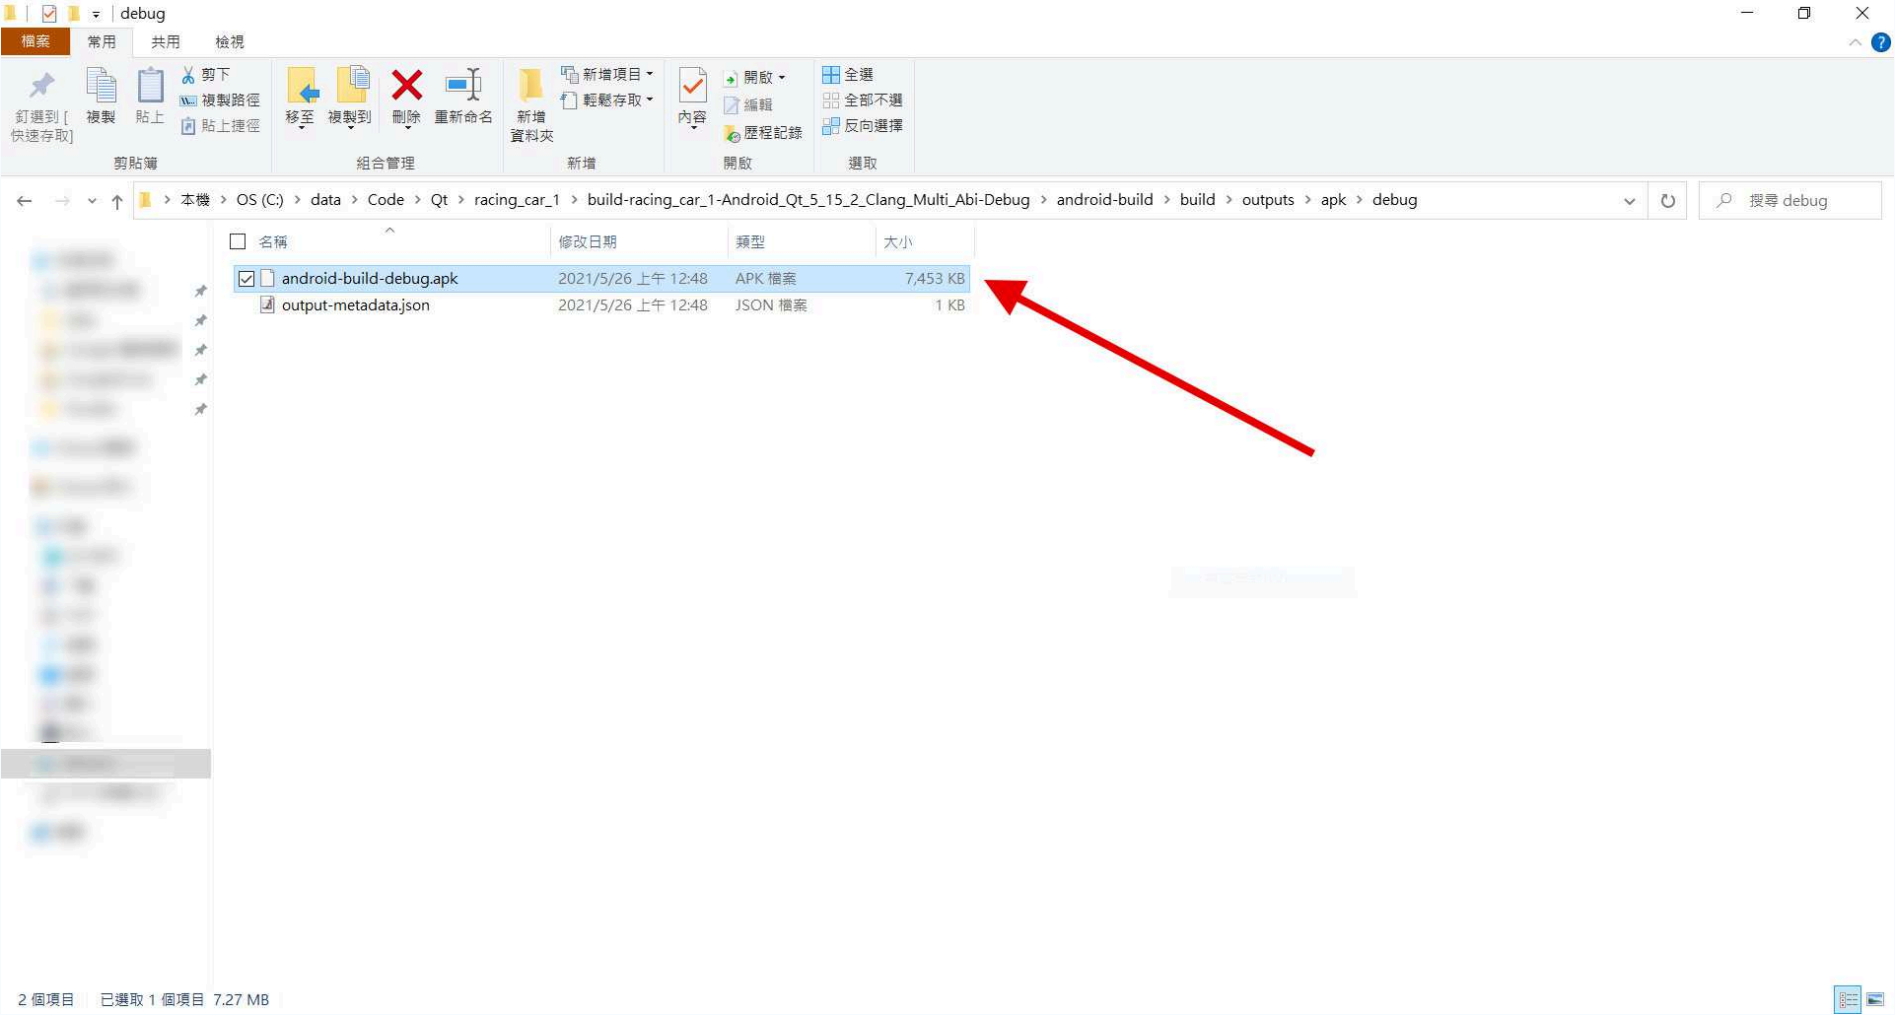 debug
檔案 常用 共用 檢視
釘選到 [
快速存取]
複製
貼上
剪下
複製路徑
貼上捷徑
剪貼簿
移至
複製到
刪除
重新命名
組合管理
新增
資料夾
新增項目
輕鬆存取
新增
內容
開啟
編輯
歷程記錄
開啟
全選
全部不選
反向選擇
選取
本機 > OS (C:) > data > Code > Qt > racing_car_1 > build-racing_car_1-Android_Qt_5_15_2_Clang_Multi_Abi-Debug > android-build > build > outputs > apk > debug
搜尋 debug
名稱 修改日期 類型 大小
android-build-debug.apk 2021/5/26 上午 12:48 APK 檔案 7,453 KB
output-metadata.json 2021/5/26 上午 12:48 JSON 檔案 1 KB
2 個項目 已選取 1 個項目 7.27 MB